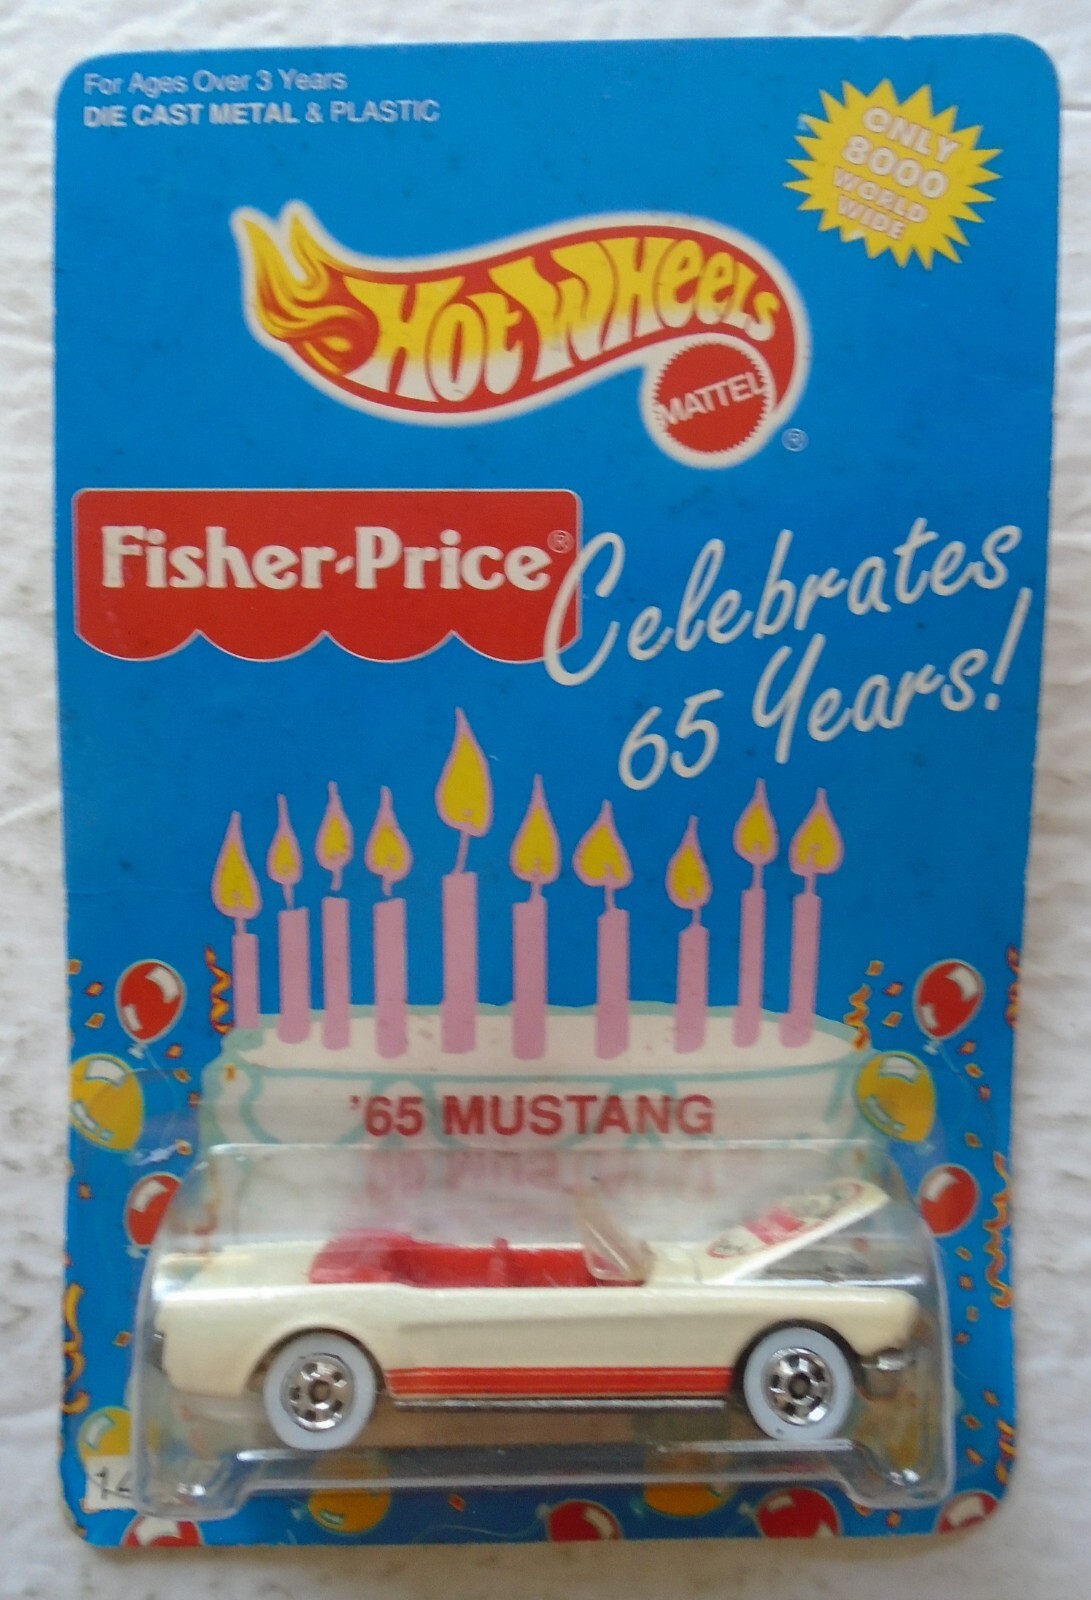 For Ages Over 3 Years
DIE CAST METAL & PLASTIC
ONLY
8000
WORLD
WIDE
HOT WHEELS
MATTEL
®
Fisher-Price®
Celebrates
65 Years!
'65 MUSTANG